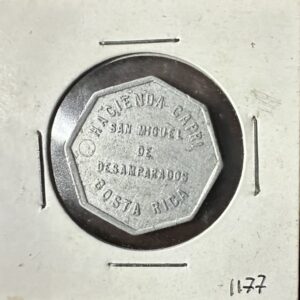 HACIENDA CAPRI
SAN MIGUEL
DE
DESAMPARADOS
COSTA RICA
1177